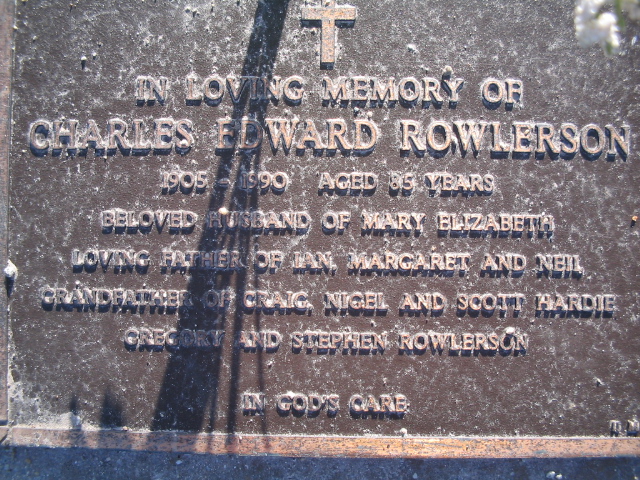 IN LOVING MEMORY OF
CHARLES EDWARD ROWLERSON
1905 - 1990 AGED 85 YEARS
BELOVED HUSBAND OF MARY ELIZABETH
LOVING FATHER OF IAN, MARGARET AND NEIL
GRANDFATHER OF CRAIG, NIGEL AND SCOTT HARDIE
GREGORY AND STEPHEN ROWLERSON
IN GOD'S CARE